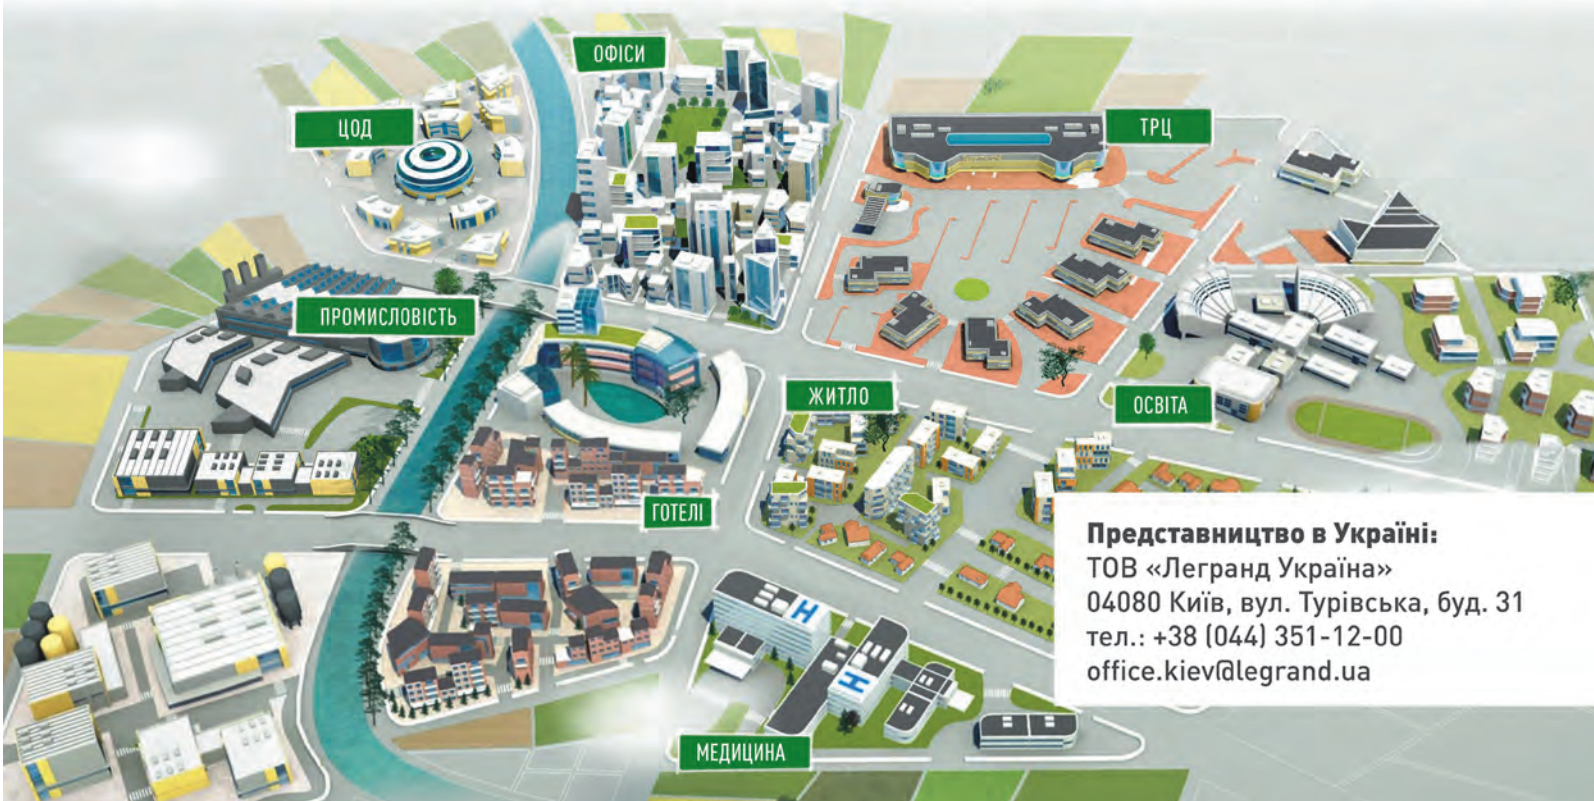 ОФІСИ
ЦОД
ТРЦ
ПРОМИСЛОВІСТЬ
ЖИТЛО
ОСВІТА
ГОТЕЛІ
Представництво в Україні:
ТОВ «Легранд Україна»
04080 Київ, вул. Турівська, буд. 31
тел.: +38 (044) 351-12-00
office.kiev@legrand.ua
H
H
МЕДИЦИНА